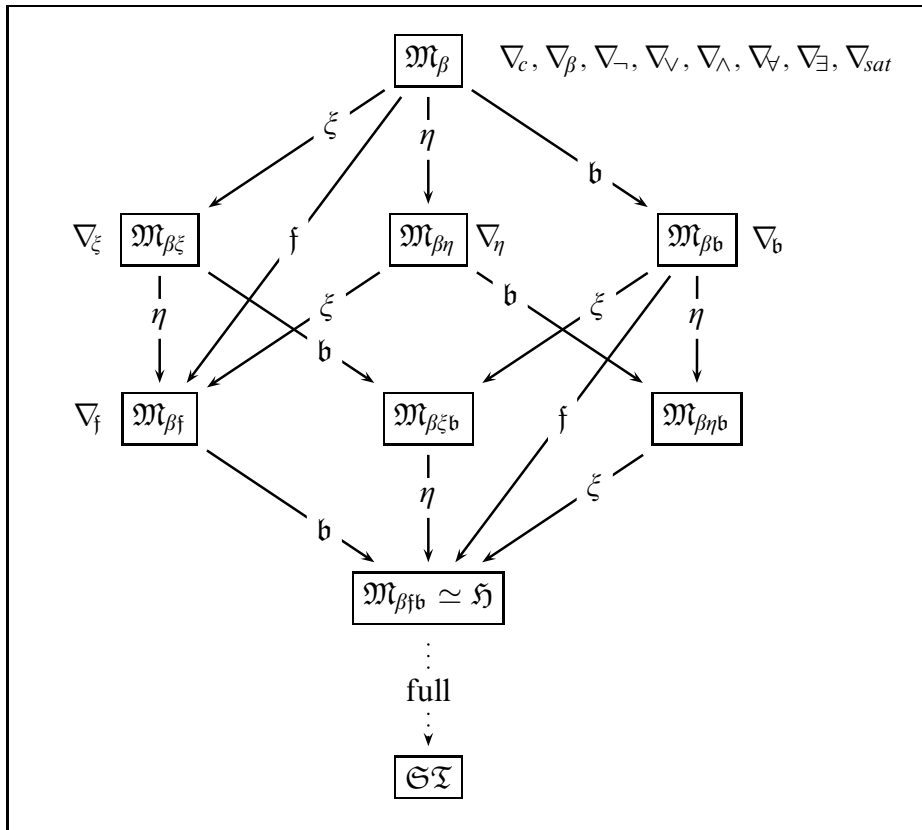 𝔐β ∇c, ∇β, ∇¬, ∇∨, ∇∧, ∇∀, ∇∃, ∇sat
ξ η
𝔟
∇ξ 𝔐βξ 𝔣 𝔐βη ∇η 𝔐β𝔟 ∇𝔟
η ξ 𝔟 ξ η
𝔟
∇𝔣 𝔐β𝔣 𝔐βξ𝔟 𝔣 𝔐βη𝔟
𝔟 η ξ
𝔐β𝔣𝔟 ≃ ℌ
full
𝔖𝔗